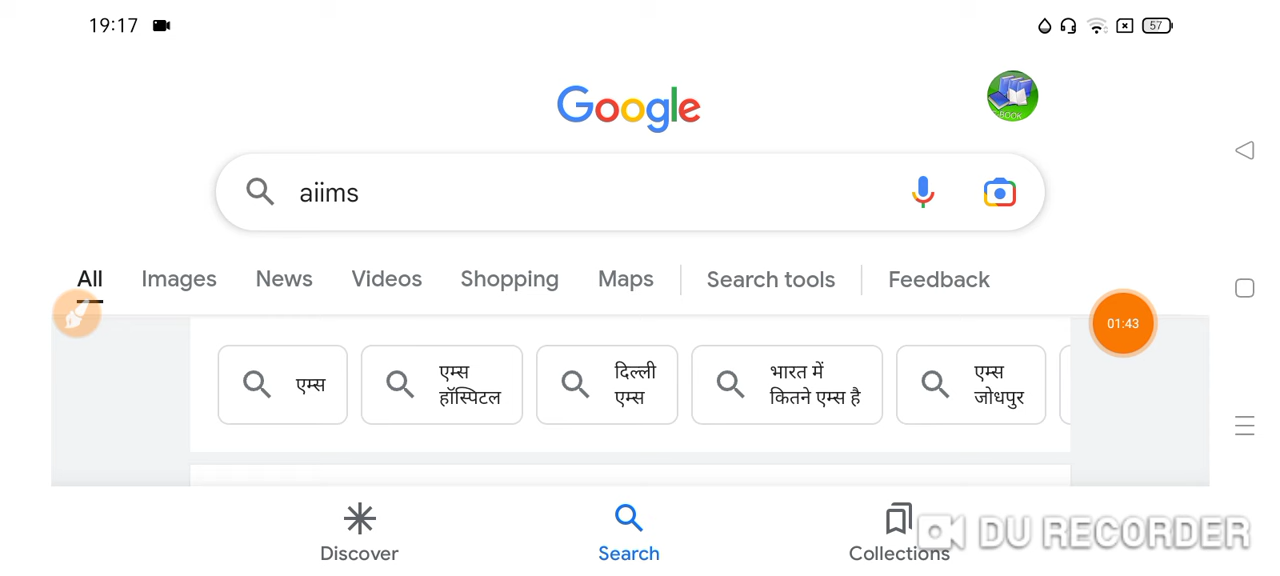 19:17
57
Google
BOOK
aiims
All Images News Videos Shopping Maps Search tools Feedback
01:43
एम्स
एम्स
हॉस्पिटल
दिल्ली
एम्स
भारत में
कितने एम्स है
एम्स
जोधपुर
Discover Search Collections
DU RECORDER